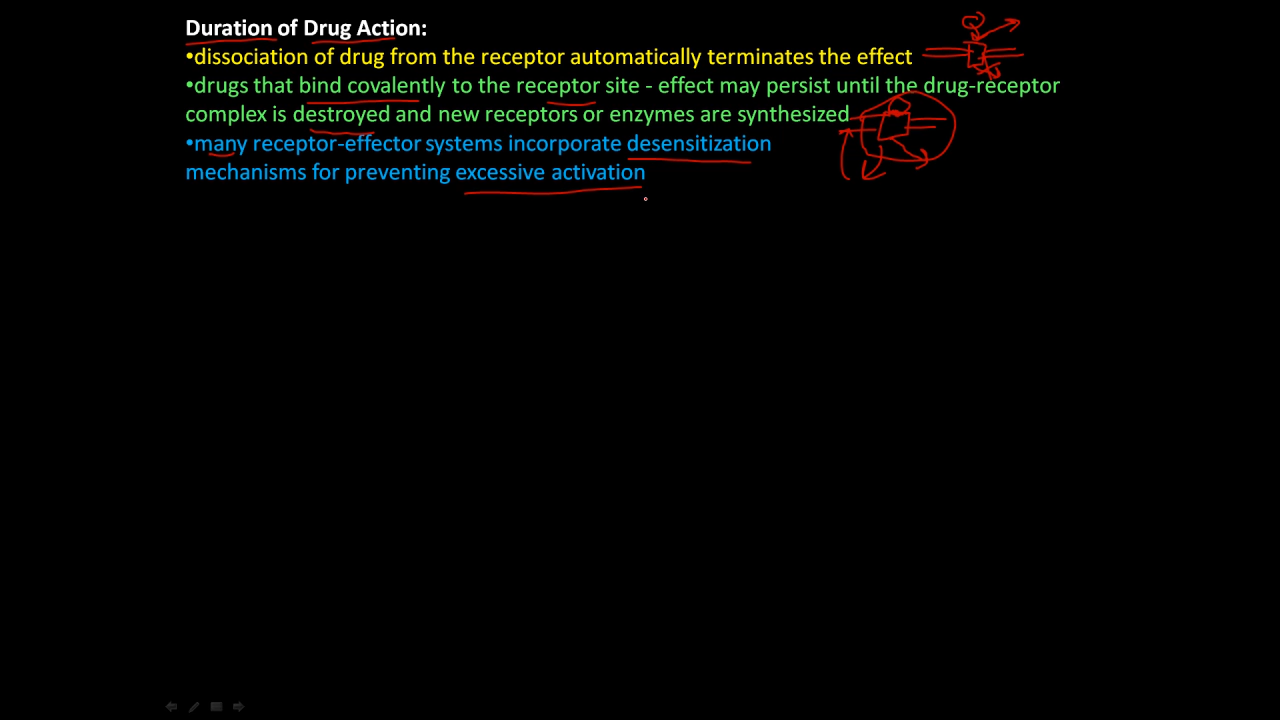 Duration of Drug Action:
•dissociation of drug from the receptor automatically terminates the effect
•drugs that bind covalently to the receptor site - effect may persist until the drug-receptor
complex is destroyed and new receptors or enzymes are synthesized
•many receptor-effector systems incorporate desensitization
mechanisms for preventing excessive activation